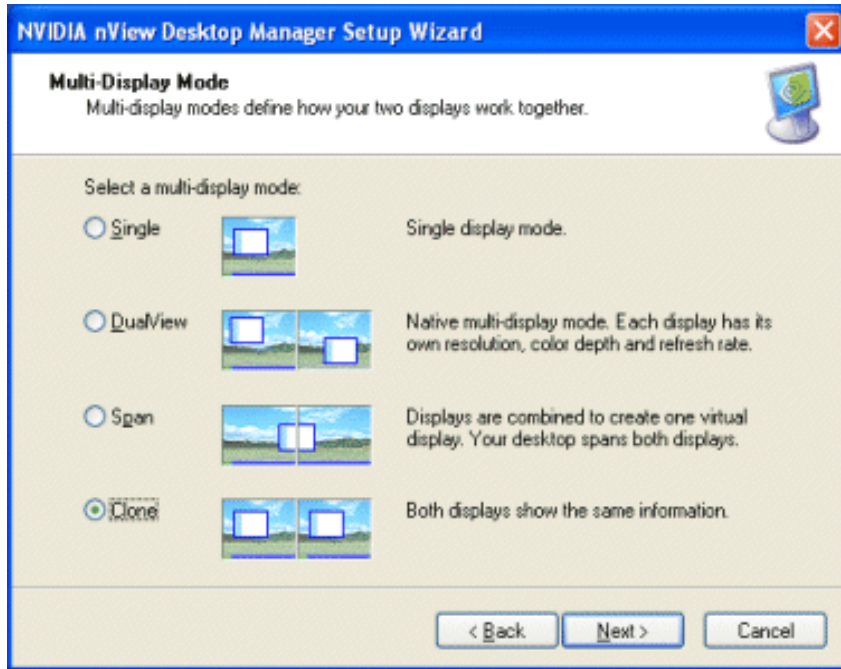 NVIDIA nView Desktop Manager Setup Wizard
Multi-Display Mode
Multi-display modes define how your two displays work together.
Select a multi-display mode:
Single
Single display mode.
DualView
Native multi-display mode. Each display has its
own resolution, color depth and refresh rate.
Span
Displays are combined to create one virtual
display. Your desktop spans both displays.
Clone
Both displays show the same information.
< Back
Next >
Cancel